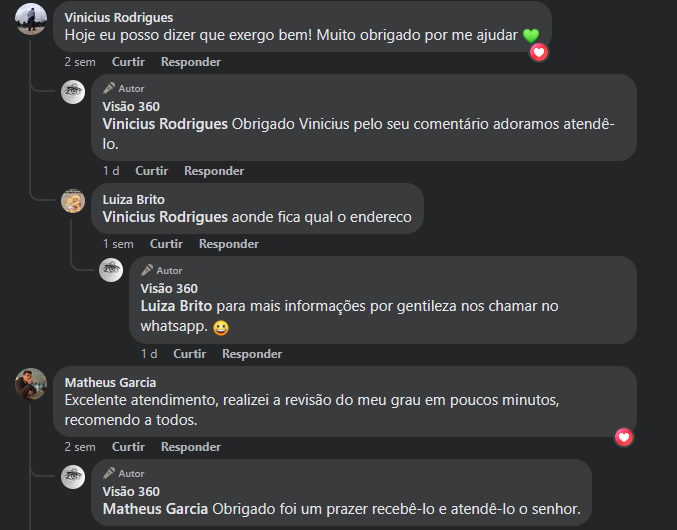 Vinicius Rodrigues
Hoje eu posso dizer que exergo bem! Muito obrigado por me ajudar 💚
2 sem Curtir Responder
Autor
Visão 360
Vinicius Rodrigues Obrigado Vinicius pelo seu comentário adoramos atendê-
lo.
1 d Curtir Responder
Luiza Brito
Vinicius Rodrigues aonde fica qual o endereco
1 sem Curtir Responder
Autor
Visão 360
Luiza Brito para mais informações por gentileza nos chamar no
whatsapp. 😀
1 d Curtir Responder
Matheus Garcia
Excelente atendimento, realizei a revisão do meu grau em poucos minutos,
recomendo a todos.
2 sem Curtir Responder
Autor
Visão 360
Matheus Garcia Obrigado foi um prazer recebê-lo e atendê-lo o senhor.